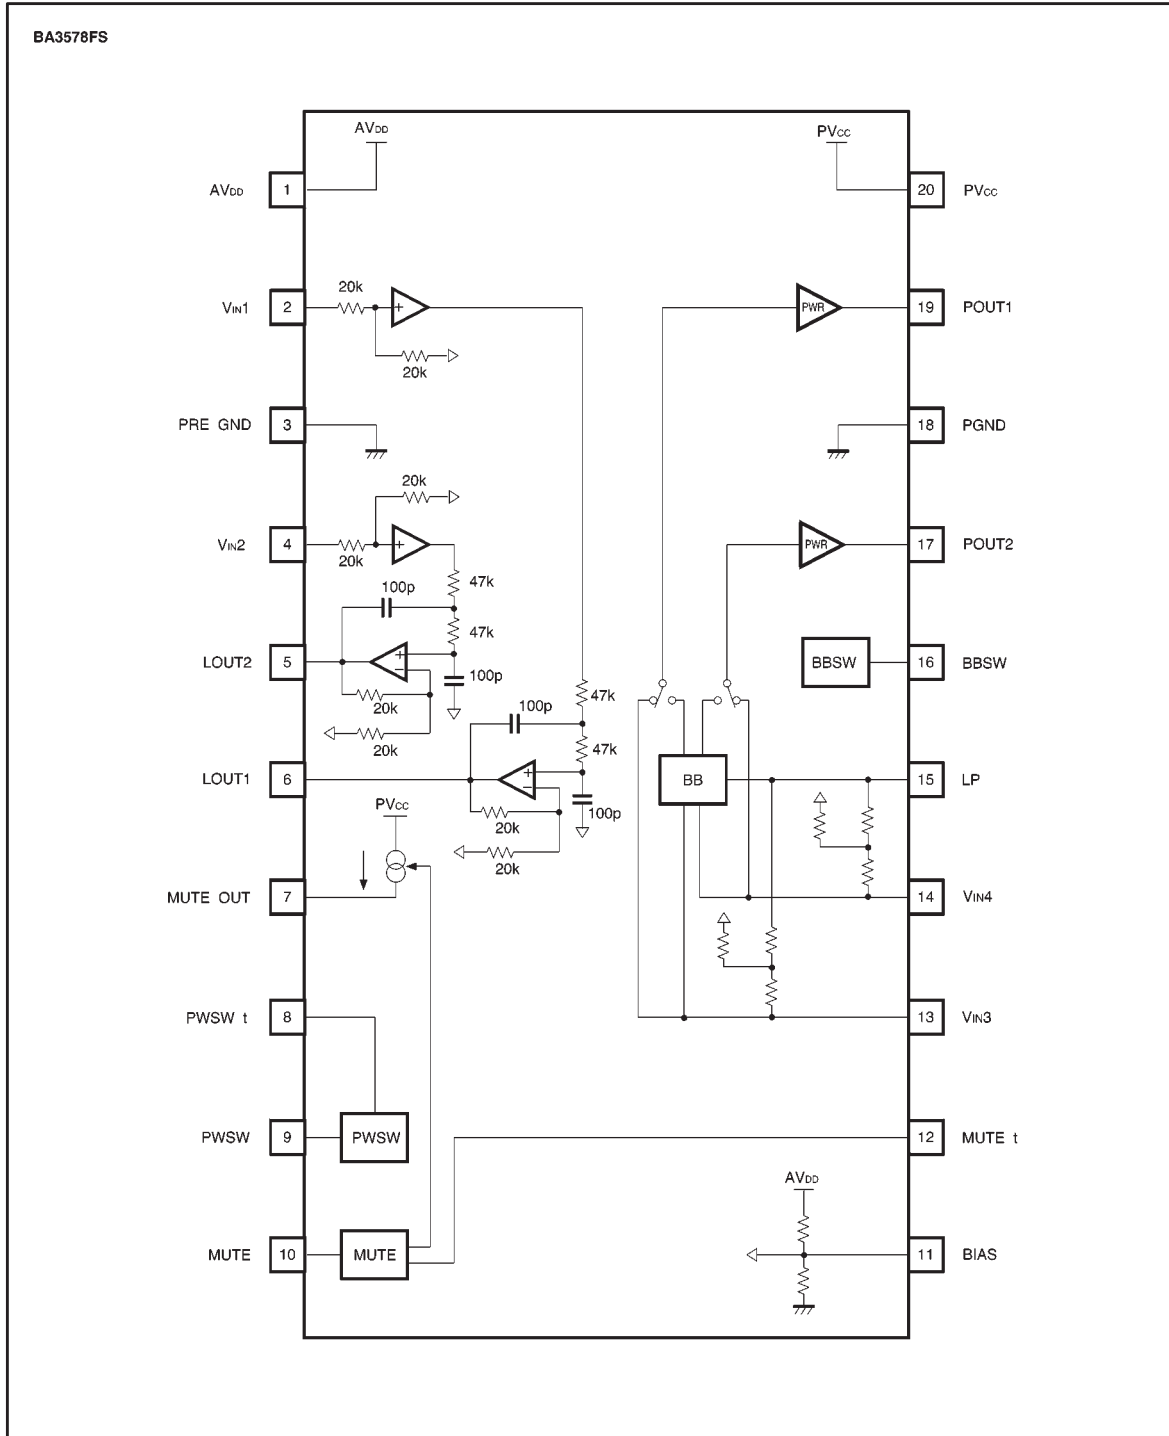 BA3578FS
AVDD
PVCC
AVDD
1
20
PVCC
20k
VIN1
2
+
PWR
19
POUT1
20k
PRE GND
3
18
PGND
20k
VIN2
4
+
PWR
17
POUT2
20k
100p
47k
47k
LOUT2
5
+
−
BBSW
16
BBSW
100p
20k
47k
100p
20k
47k
LOUT1
6
+
−
BB
15
LP
PVCC
100p
20k
20k
MUTE OUT
7
14
VIN4
PWSW t
8
13
VIN3
PWSW
9
PWSW
12
MUTE t
AVDD
MUTE
10
MUTE
11
BIAS